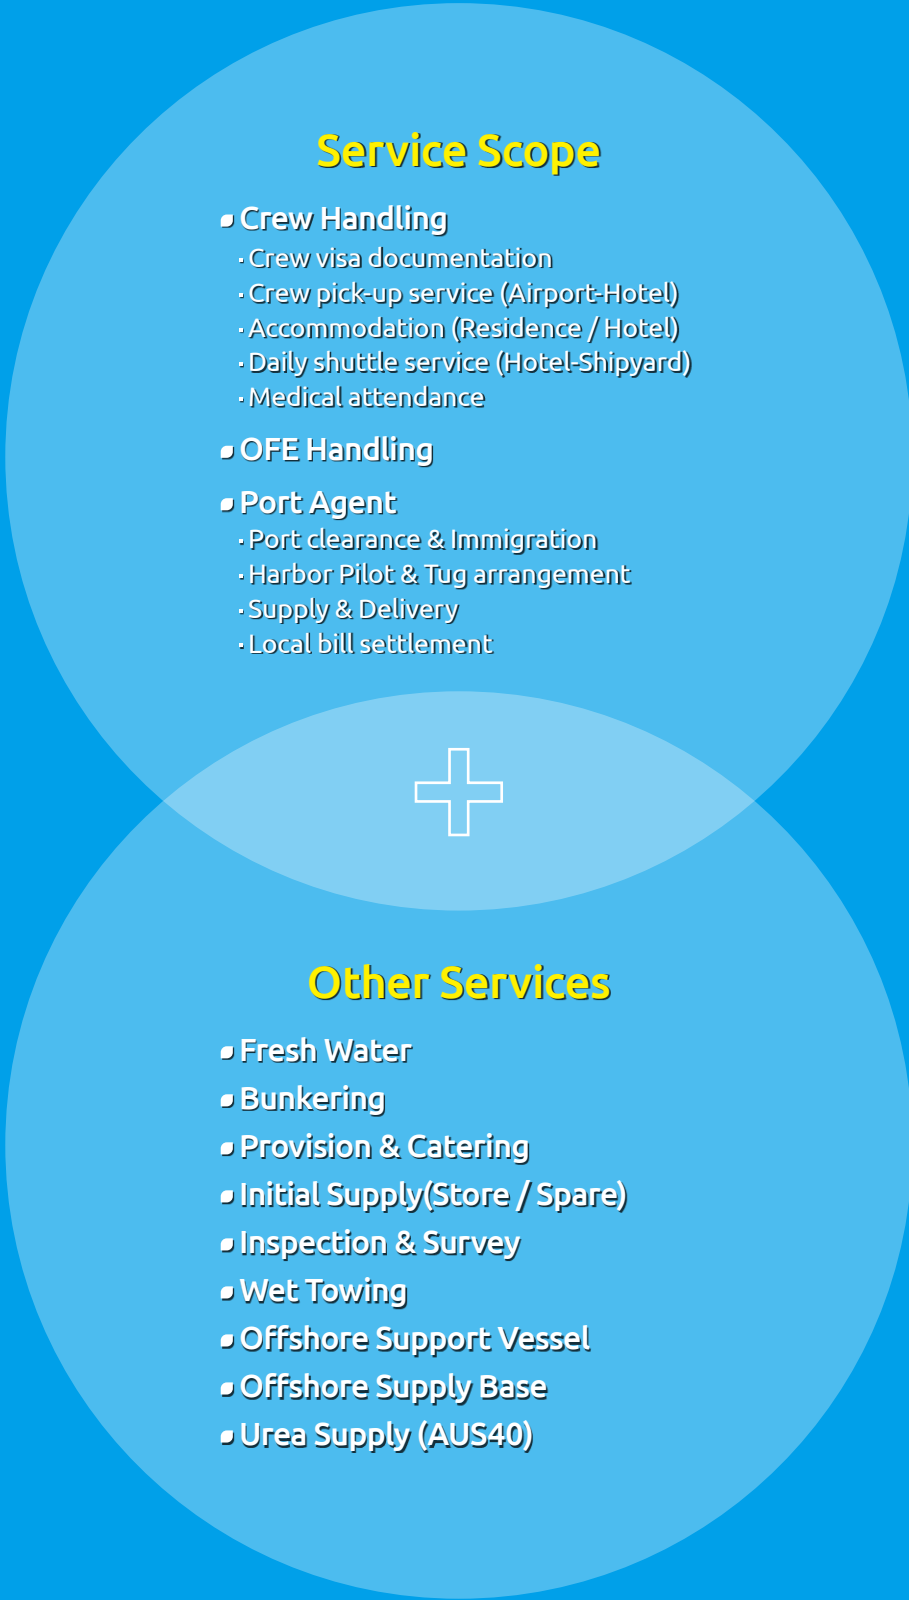 Service Scope
Crew Handling
· Crew visa documentation
· Crew pick-up service (Airport-Hotel)
· Accommodation (Residence / Hotel)
· Daily shuttle service (Hotel-Shipyard)
· Medical attendance
OFE Handling
Port Agent
· Port clearance & Immigration
· Harbor Pilot & Tug arrangement
· Supply & Delivery
· Local bill settlement
Other Services
Fresh Water
Bunkering
Provision & Catering
Initial Supply(Store / Spare)
Inspection & Survey
Wet Towing
Offshore Support Vessel
Offshore Supply Base
Urea Supply (AUS40)